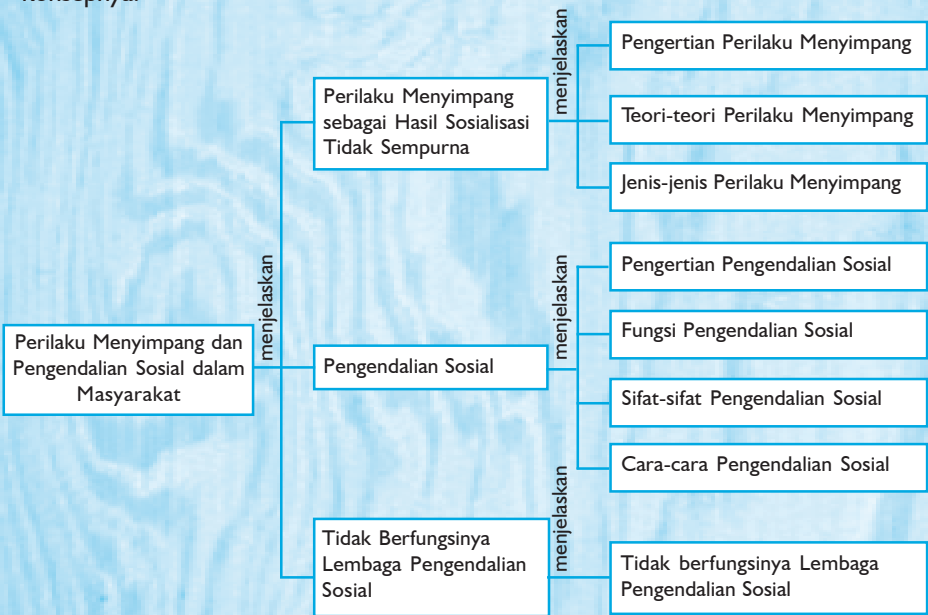 menjelaskan
Pengertian Perilaku Menyimpang
Perilaku Menyimpang
sebagai Hasil Sosialisasi
Tidak Sempurna
Teori-teori Perilaku Menyimpang
Jenis-jenis Perilaku Menyimpang
menjelaskan
Perilaku Menyimpang dan
Pengendalian Sosial dalam
Masyarakat
Pengendalian Sosial
menjelaskan
Pengertian Pengendalian Sosial
Fungsi Pengendalian Sosial
Sifat-sifat Pengendalian Sosial
Cara-cara Pengendalian Sosial
Tidak Berfungsinya
Lembaga Pengendalian
Sosial
menjelaskan
Tidak berfungsinya Lembaga
Pengendalian Sosial